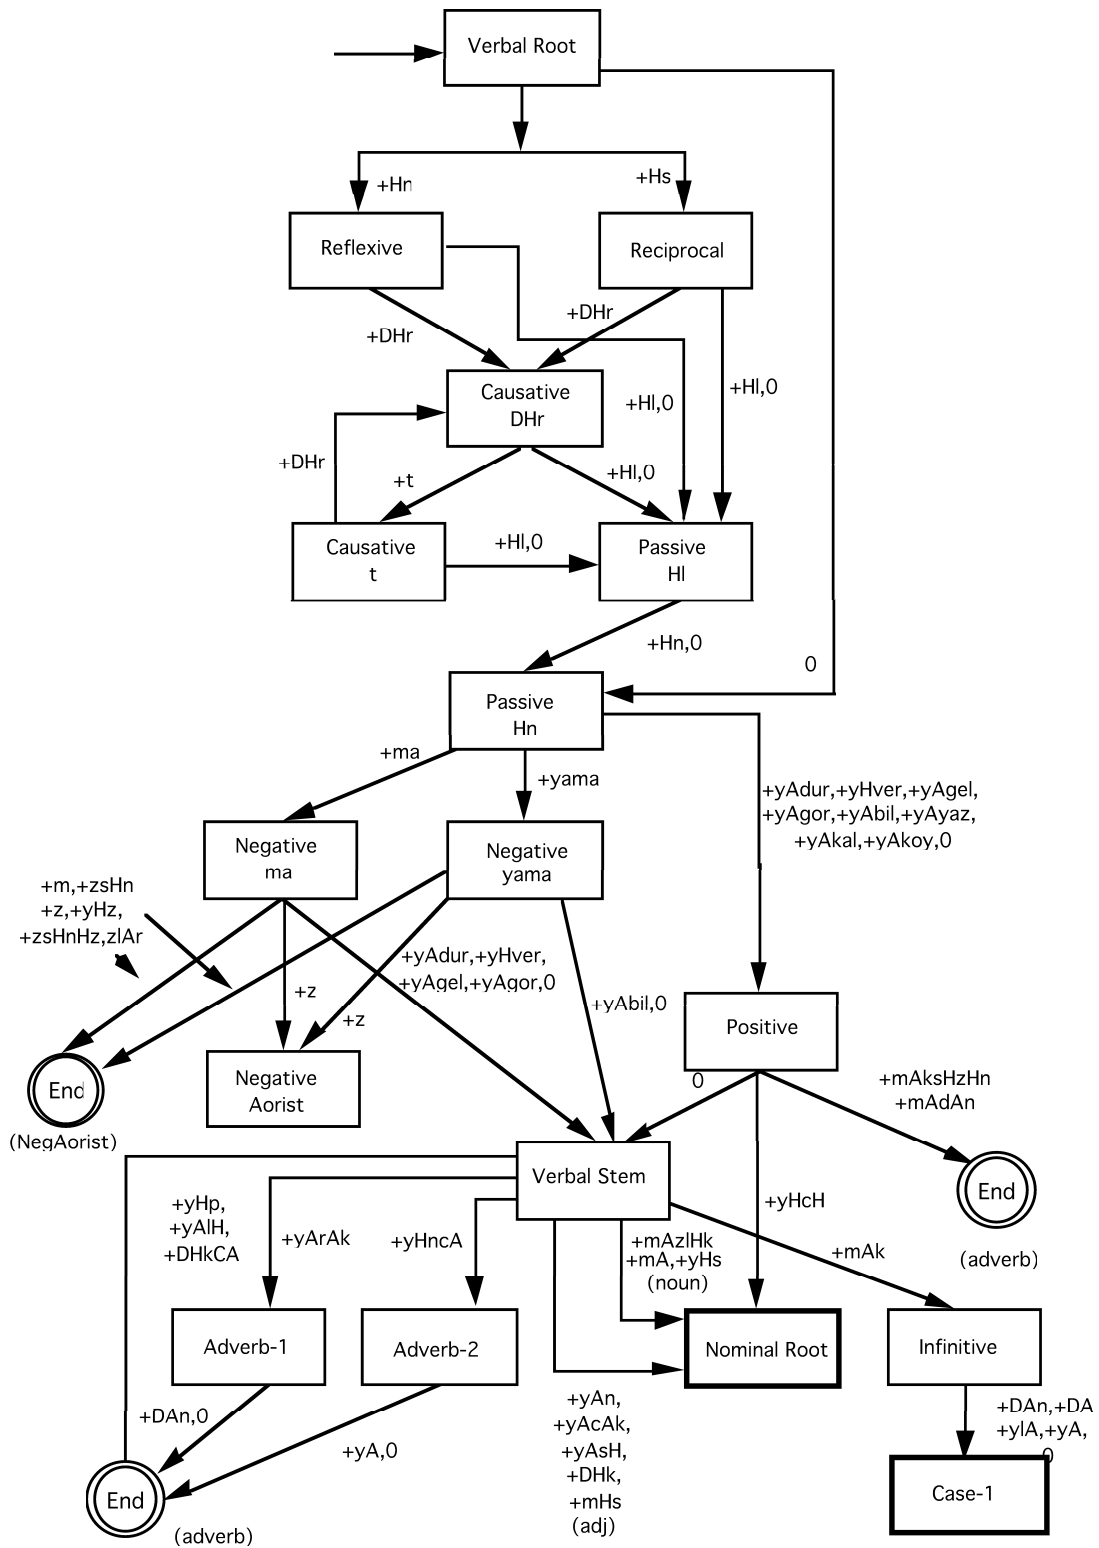 Verbal Root
+Hn
+Hs
Reflexive
Reciprocal
+DHr
+DHr
+Hl,0
Causative
DHr
+Hl,0
+DHr
+t
+Hl,0
Causative
t
+Hl,0
Passive
Hl
+Hn,0
0
Passive
Hn
+ma
+yama
+yAdur,+yHver,+yAgel,
+yAgor,+yAbil,+yAyaz,
+yAkal,+yAkoy,0
Negative
ma
Negative
yama
+m,+zsHn
+z,+yHz,
+zsHnHz,zlAr
+yAdur,+yHver,
+yAgel,+yAgor,0
+z
+z
+yAbil,0
Positive
End
(NegAorist)
Negative
Aorist
0
+mAksHzHn
+mAdAn
Verbal Stem
End
(adverb)
+yHp,
+yAlH,
+DHkCA
+yArAk
+yHncA
+mAzlHk
+mA,+yHs
(noun)
+yHcH
+mAk
Adverb-1
Adverb-2
Nominal Root
Infinitive
+DAn,0
+yA,0
+yAn,
+yAcAk,
+yAsH,
+DHk,
+mHs
(adj)
+DAn,+DA
+ylA,+yA,
0
End
(adverb)
Case-1